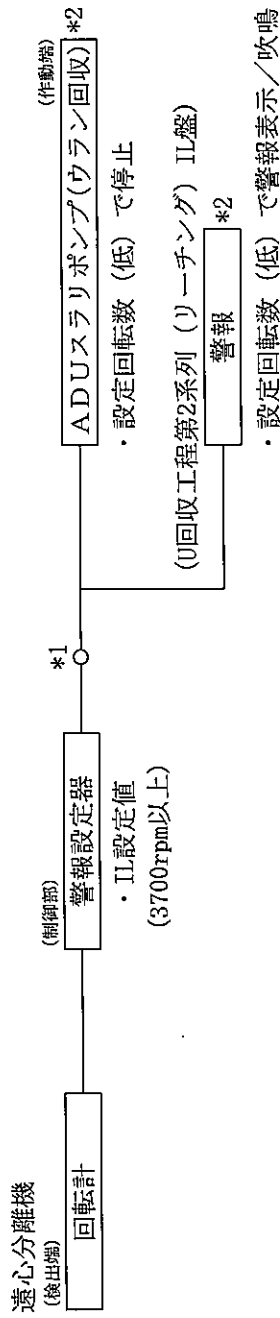 遠心分離機
(検出端)
回転計
(制御部)
警報設定器
・IL設定値
(3700rpm以上)
*1
(作動端)
ADUスラリポンプ(ウラン回収) *2
・設定回転数（低）で停止
(U回収工程第2系列（リーチング）IL盤)
警報 *2
・設定回転数（低）で警報表示／吹鳴